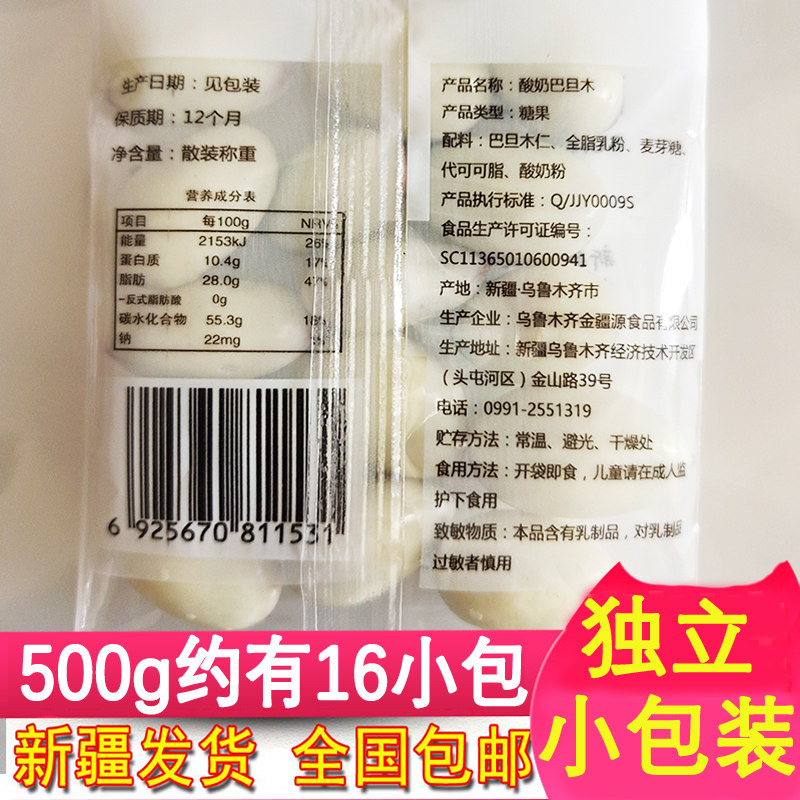 生产日期：见包装
保质期：12个月
净含量：散装称重
营养成分表
项目 每100g NRV%
能量 2153kJ 26%
蛋白质 10.4g 17%
脂肪 28.0g 47%
-反式脂肪酸 0g
碳水化合物 55.3g 18%
钠 22mg
6 925670 811531
产品名称：酸奶巴旦木
产品类型：糖果
配料：巴旦木仁、全脂乳粉、麦芽糖、
代可可脂、酸奶粉
产品执行标准：Q/JJY0009S
食品生产许可证编号：
SC11365010600941
产地：新疆·乌鲁木齐市
生产企业：乌鲁木齐金疆源食品有限公司
生产地址：新疆乌鲁木齐经济技术开发区
（头屯河区）金山路39号
电话：0991-2551319
贮存方法：常温、避光、干燥处
食用方法：开袋即食，儿童请在成人监
护下食用
致敏物质：本品含有乳制品，对乳制品
过敏者慎用
500g约有16小包
新疆发货 全国包邮
独立
小包装